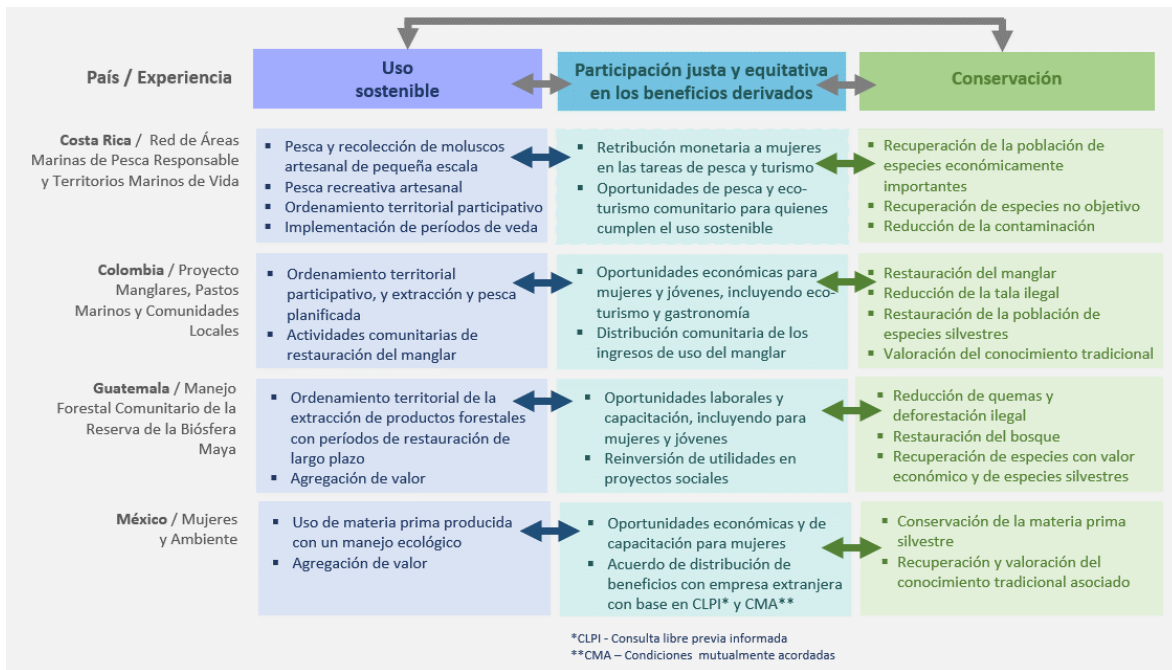 País / Experiencia
Uso
sostenible
Participación justa y equitativa
en los beneficios derivados
Conservación
Costa Rica / Red de Áreas
Marinas de Pesca Responsable
y Territorios Marinos de Vida
▪ Pesca y recolección de moluscos
artesanal de pequeña escala
▪ Pesca recreativa artesanal
▪ Ordenamiento territorial participativo
▪ Implementación de períodos de veda
▪ Retribución monetaria a mujeres
en las tareas de pesca y turismo
▪ Oportunidades de pesca y eco-
turismo comunitario para quienes
cumplen el uso sostenible
▪ Recuperación de la población de
especies económicamente
importantes
▪ Recuperación de especies no objetivo
▪ Reducción de la contaminación
Colombia / Proyecto
Manglares, Pastos
Marinos y Comunidades
Locales
▪ Ordenamiento territorial
participativo, y extracción y pesca
planificada
▪ Actividades comunitarias de
restauración del manglar
▪ Oportunidades económicas para
mujeres y jóvenes, incluyendo eco-
turismo y gastronomía
▪ Distribución comunitaria de los
ingresos de uso del manglar
▪ Restauración del manglar
▪ Reducción de la tala ilegal
▪ Restauración de la población de
especies silvestres
▪ Valoración del conocimiento tradicional
Guatemala / Manejo
Forestal Comunitario de la
Reserva de la Biósfera
Maya
▪ Ordenamiento territorial de la
extracción de productos forestales
con períodos de restauración de
largo plazo
▪ Agregación de valor
▪ Oportunidades laborales y
capacitación, incluyendo para
mujeres y jóvenes
▪ Reinversión de utilidades en
proyectos sociales
▪ Reducción de quemas y
deforestación ilegal
▪ Restauración del bosque
▪ Recuperación de especies con valor
económico y de especies silvestres
México / Mujeres
y Ambiente
▪ Uso de materia prima producida
con un manejo ecológico
▪ Agregación de valor
▪ Oportunidades económicas y de
capacitación para mujeres
▪ Acuerdo de distribución de
beneficios con empresa extranjera
con base en CLPI* y CMA**
▪ Conservación de la materia prima
silvestre
▪ Recuperación y valoración del
conocimiento tradicional asociado
*CLPI - Consulta libre previa informada
**CMA – Condiciones mutualmente acordadas